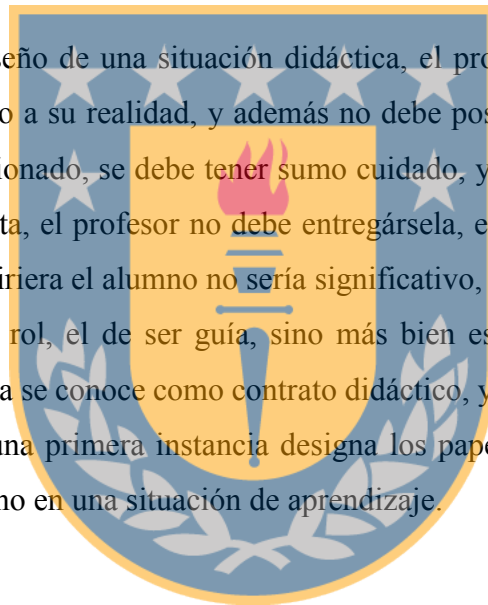 seño de una situación didáctica, el pro
o a su realidad, y además no debe pos
ionado, se debe tener sumo cuidado, y
ta, el profesor no debe entregársela, e
iriera el alumno no sería significativo,
rol, el de ser guía, sino más bien es
a se conoce como contrato didáctico, y
una primera instancia designa los pape
no en una situación de aprendizaje.